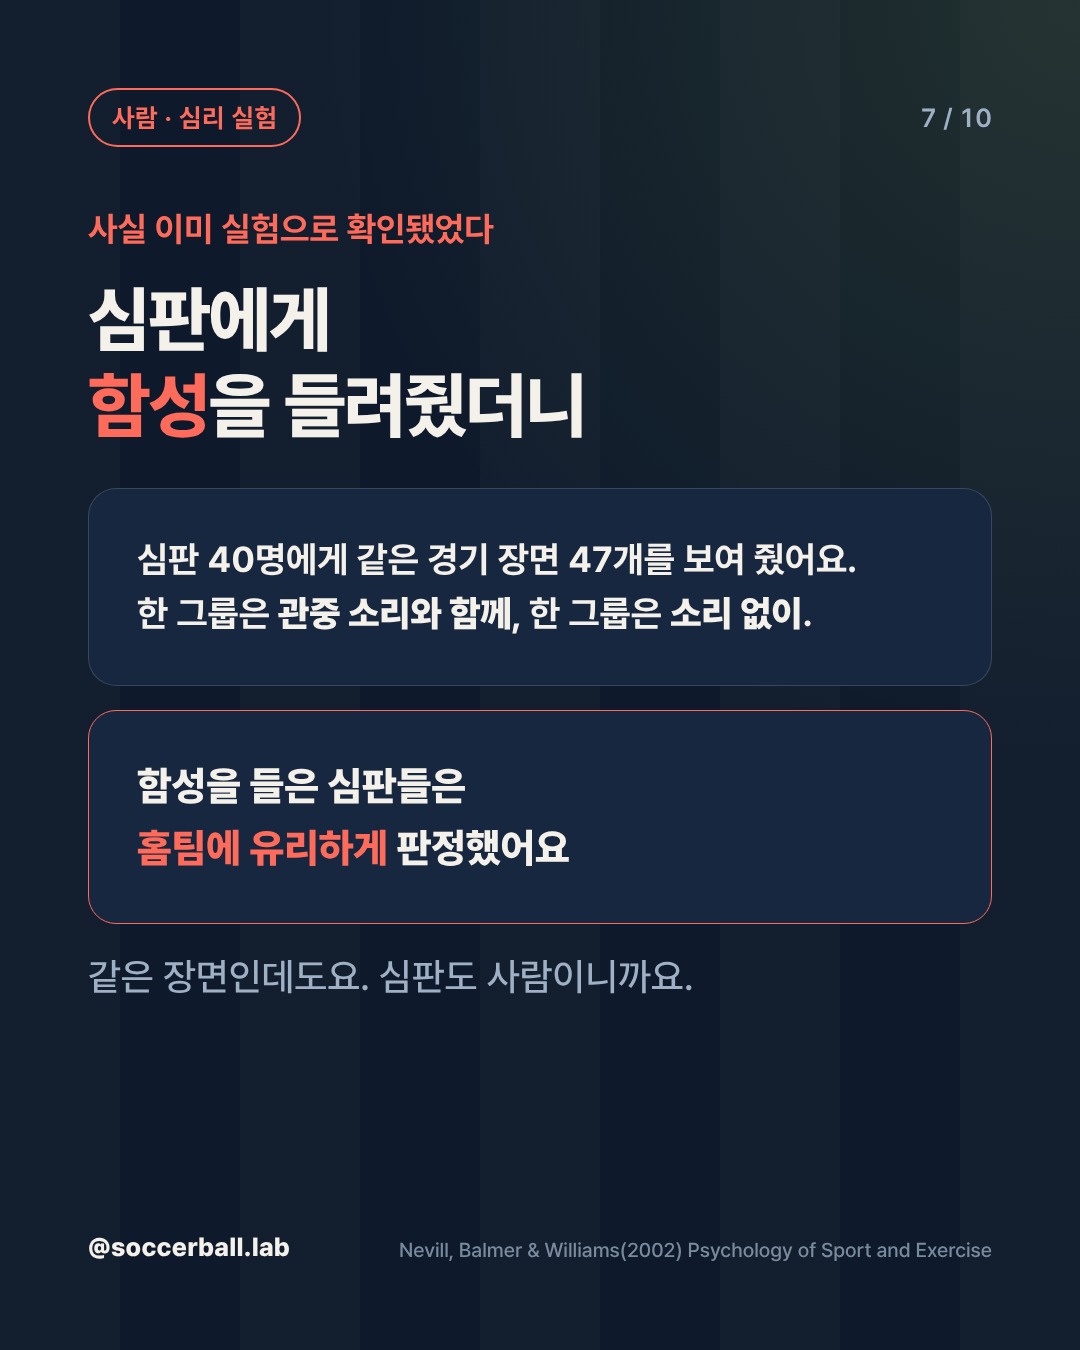 사람 · 심리 실험
7 / 10
사실 이미 실험으로 확인됐었다
심판에게
함성을 들려줬더니
심판 40명에게 같은 경기 장면 47개를 보여 줬어요.
한 그룹은 관중 소리와 함께, 한 그룹은 소리 없이.
함성을 들은 심판들은
홈팀에 유리하게 판정했어요
같은 장면인데도요. 심판도 사람이니까요.
@soccerball.lab
Nevill, Balmer & Williams(2002) Psychology of Sport and Exercise